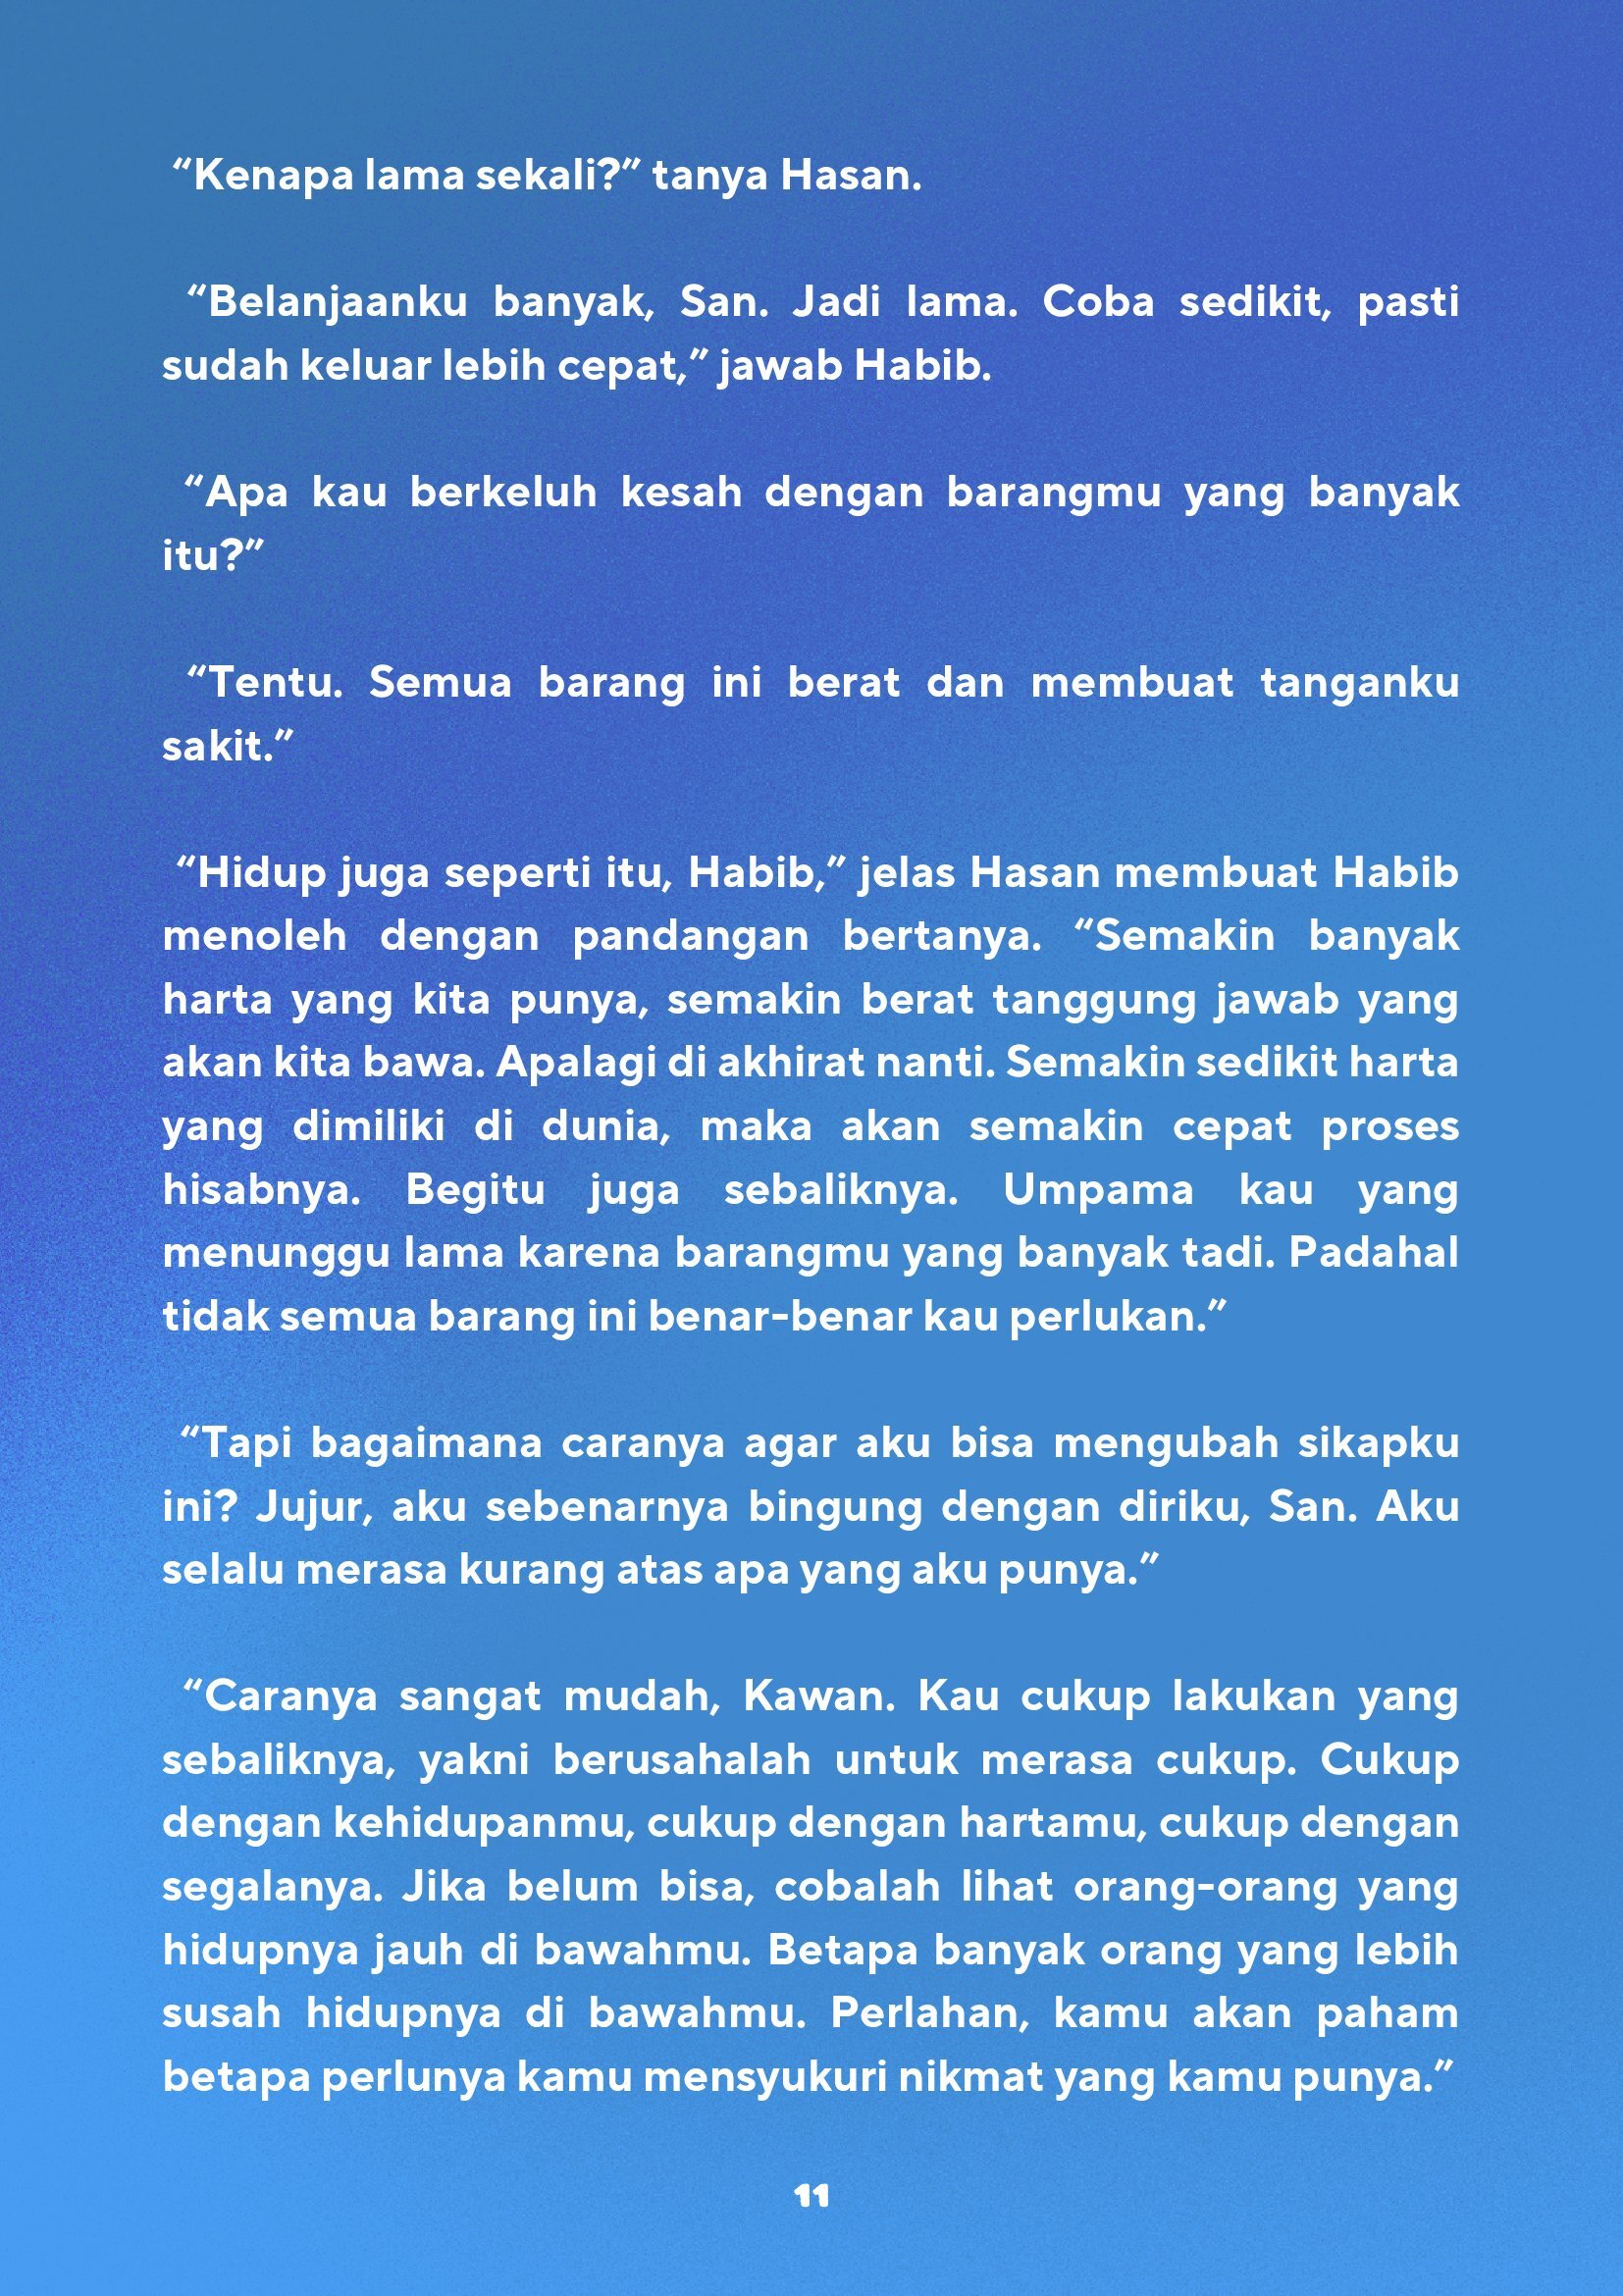 “Kenapa lama sekali?” tanya Hasan.
“Belanjaanku banyak, San. Jadi lama. Coba sedikit, pasti
sudah keluar lebih cepat,” jawab Habib.
“Apa kau berkeluh kesah dengan barangmu yang banyak
itu?”
“Tentu. Semua barang ini berat dan membuat tanganku
sakit.”
“Hidup juga seperti itu, Habib,” jelas Hasan membuat Habib
menoleh dengan pandangan bertanya. “Semakin banyak
harta yang kita punya, semakin berat tanggung jawab yang
akan kita bawa. Apalagi di akhirat nanti. Semakin sedikit harta
yang dimiliki di dunia, maka akan semakin cepat proses
hisabnya. Begitu juga sebaliknya. Umpama kau yang
menunggu lama karena barangmu yang banyak tadi. Padahal
tidak semua barang ini benar-benar kau perlukan.”
“Tapi bagaimana caranya agar aku bisa mengubah sikapku
ini? Jujur, aku sebenarnya bingung dengan diriku, San. Aku
selalu merasa kurang atas apa yang aku punya.”
“Caranya sangat mudah, Kawan. Kau cukup lakukan yang
sebaliknya, yakni berusahalah untuk merasa cukup. Cukup
dengan kehidupanmu, cukup dengan hartamu, cukup dengan
segalanya. Jika belum bisa, cobalah lihat orang-orang yang
hidupnya jauh di bawahmu. Betapa banyak orang yang lebih
susah hidupnya di bawahmu. Perlahan, kamu akan paham
betapa perlunya kamu mensyukuri nikmat yang kamu punya.”
11